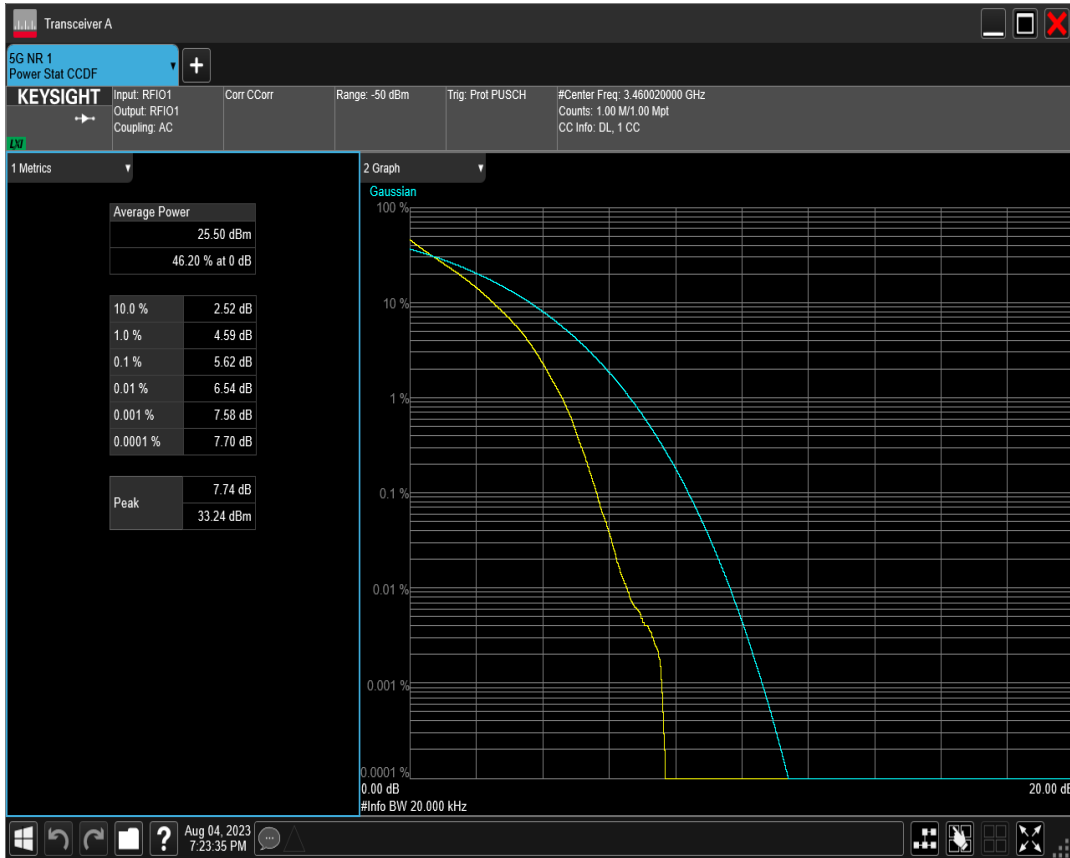 Transceiver A
5G NR 1
Power Stat CCDF
KEYSIGHT
LXI
Input: RFIO1
Output: RFIO1
Coupling: AC
Corr CCorr
Range: -50 dBm
Trig: Prot PUSCH
#Center Freq: 3.460020000 GHz
Counts: 1.00 M/1.00 Mpt
CC Info: DL, 1 CC
1 Metrics
Average Power
25.50 dBm
46.20 % at 0 dB
10.0 % 2.52 dB
1.0 % 4.59 dB
0.1 % 5.62 dB
0.01 % 6.54 dB
0.001 % 7.58 dB
0.0001 % 7.70 dB
Peak
7.74 dB
33.24 dBm
2 Graph
Gaussian
100 %
10 %
1 %
0.1 %
0.01 %
0.001 %
0.0001 %
0.00 dB
20.00 dB
#Info BW 20.000 kHz
?
Aug 04, 2023
7:23:35 PM